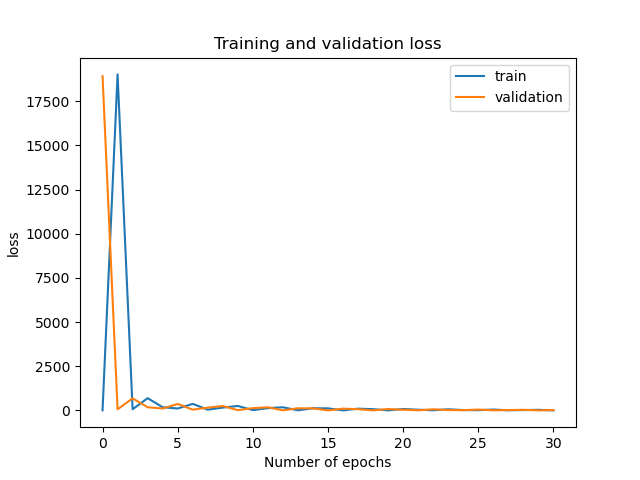 Training and validation loss
train
validation
17500
15000
12500
10000
7500
5000
2500
0
loss
0 5 10 15 20 25 30
Number of epochs